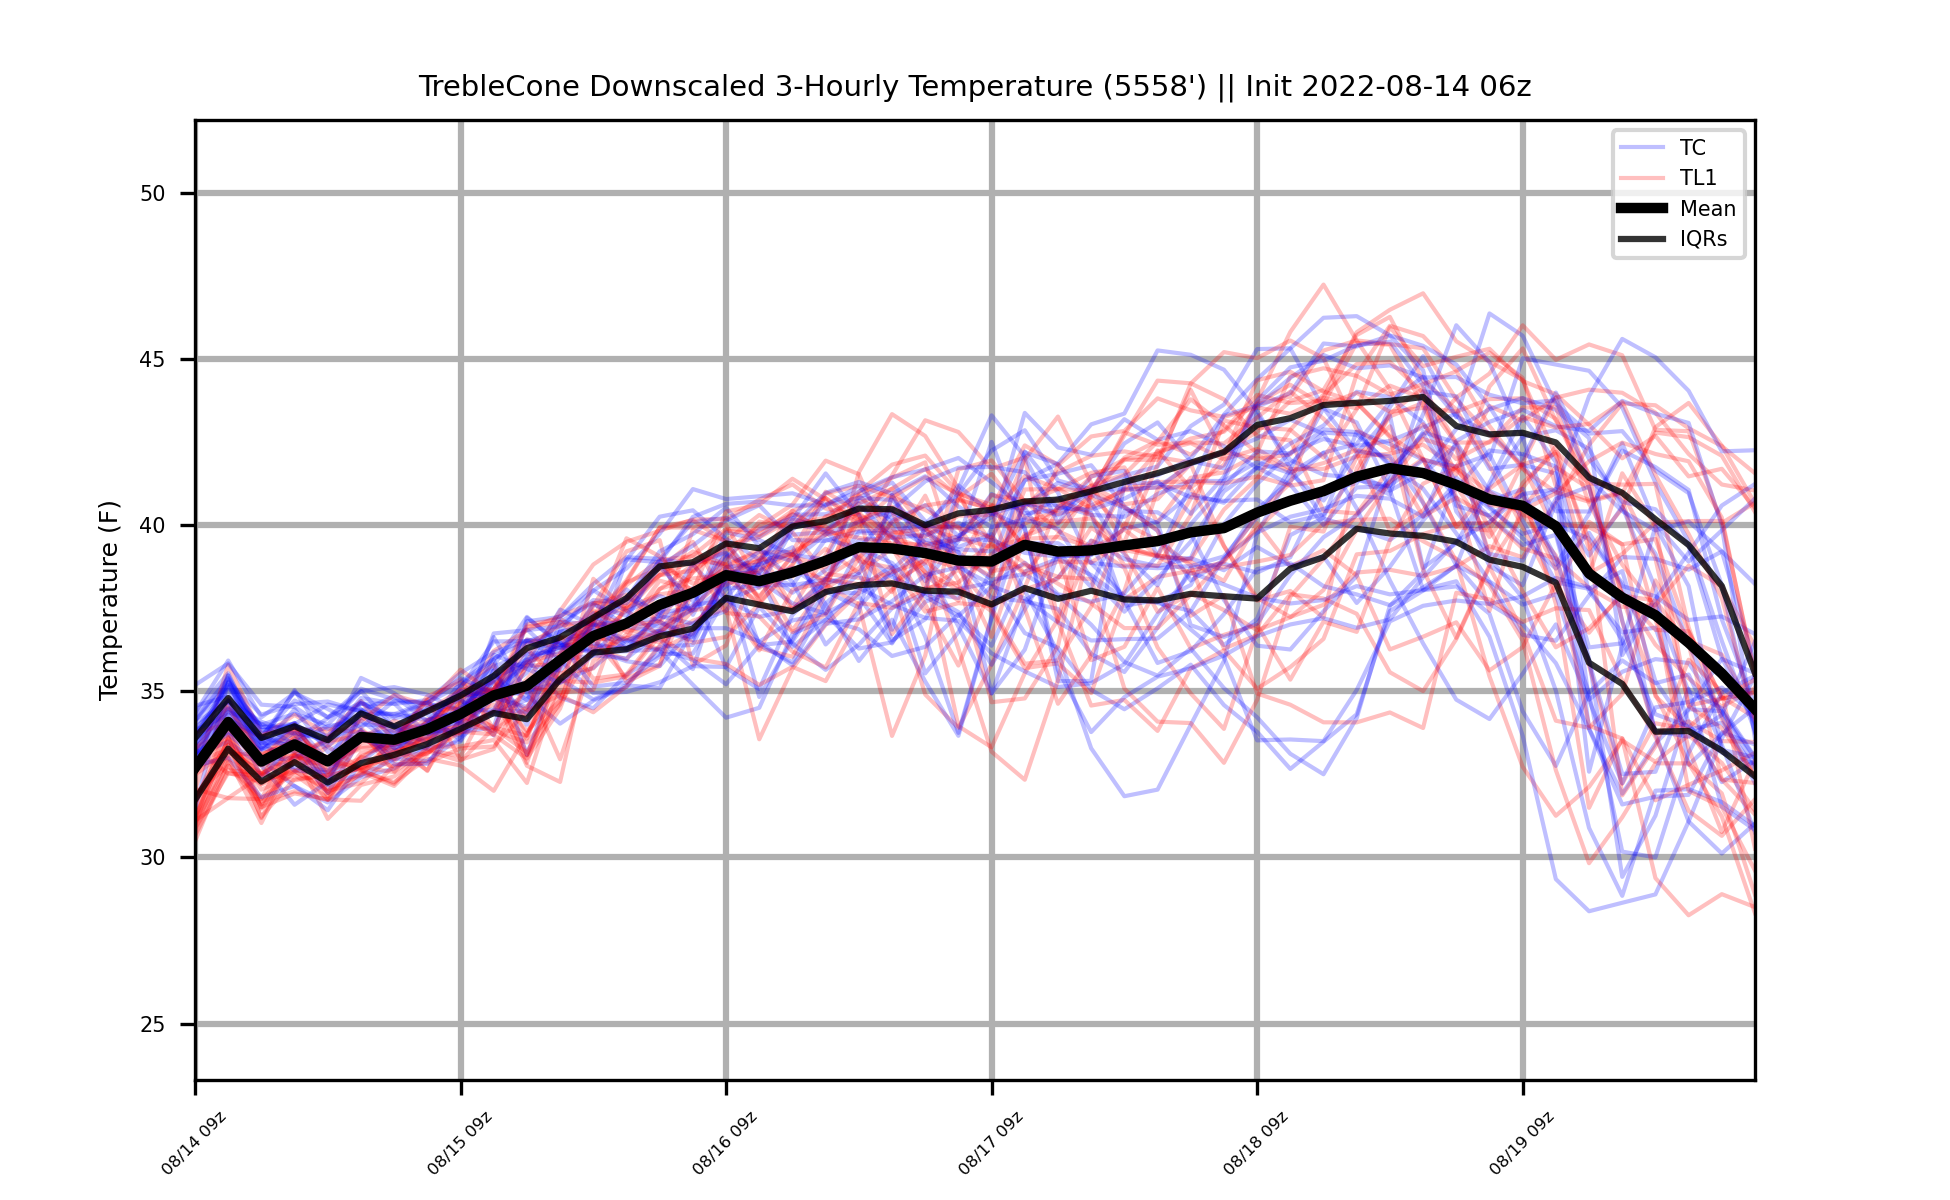 TrebleCone Downscaled 3-Hourly Temperature (5558') || Init 2022-08-14 06z
TC
TL1
Mean
IQRs
Temperature (F)
50
45
40
35
30
25
08/14 09z
08/15 09z
08/16 09z
08/17 09z
08/18 09z
08/19 09z